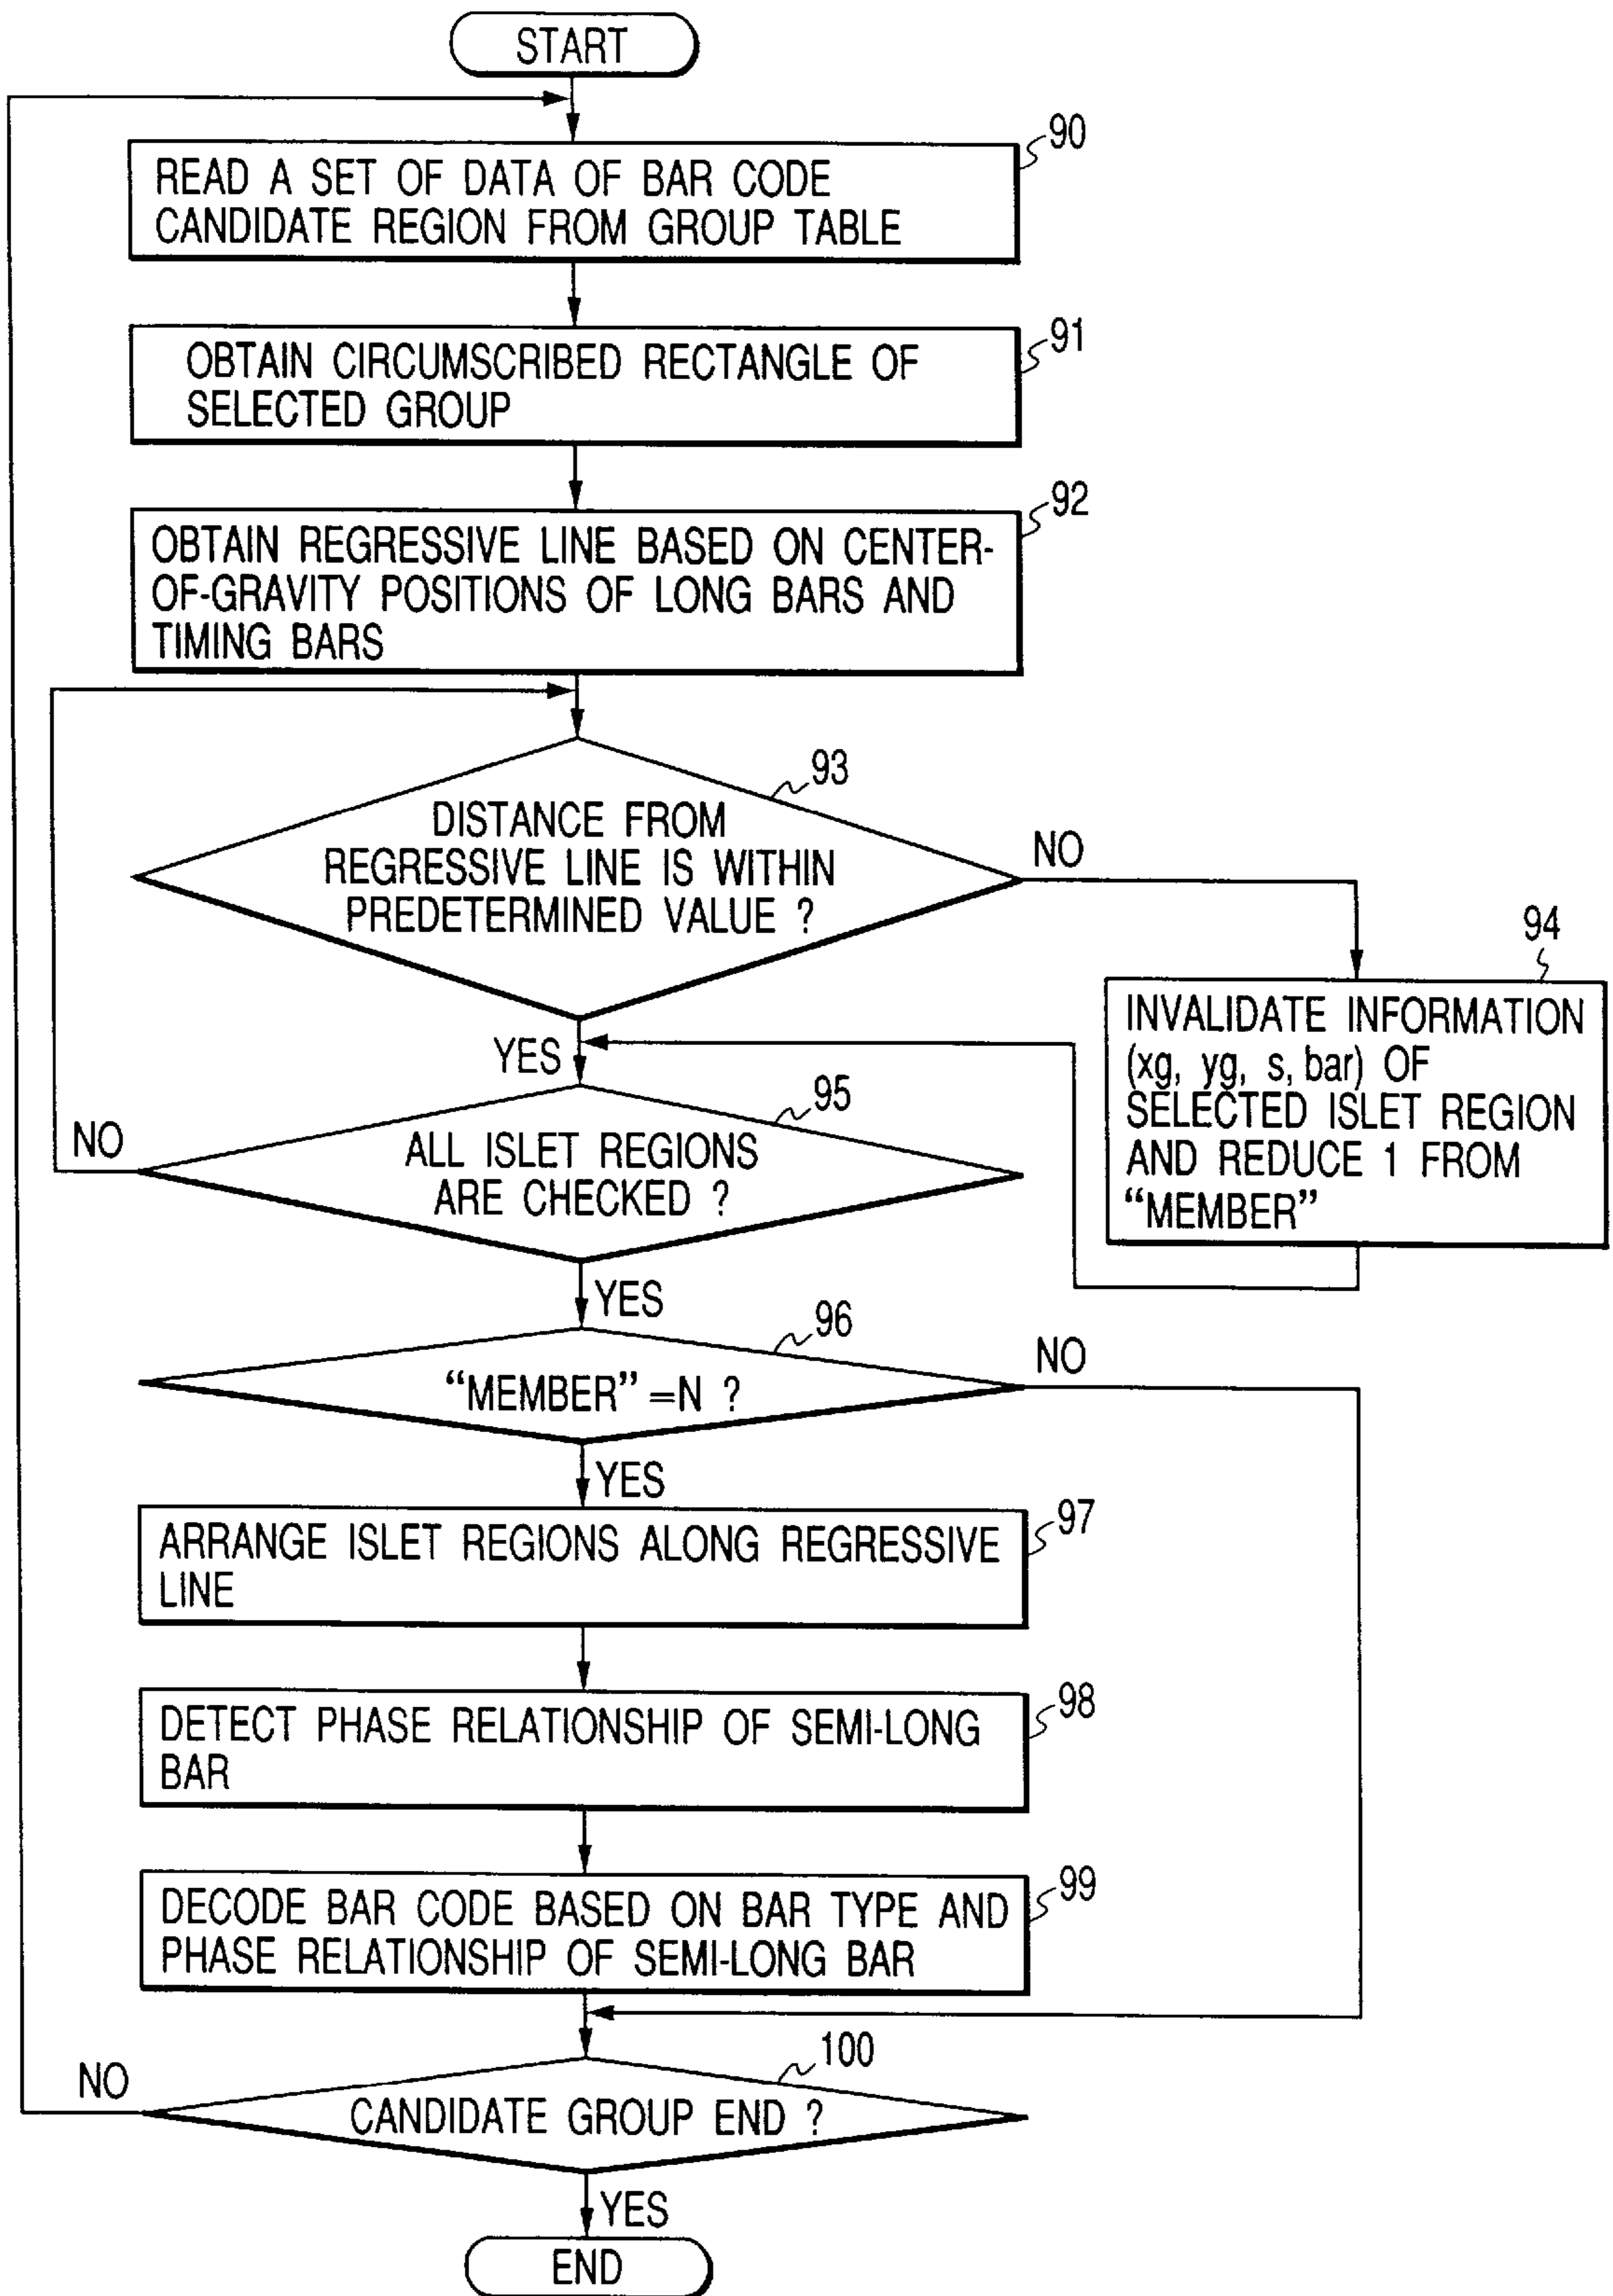 START
90
READ A SET OF DATA OF BAR CODE
CANDIDATE REGION FROM GROUP TABLE
91
OBTAIN CIRCUMSCRIBED RECTANGLE OF
SELECTED GROUP
92
OBTAIN REGRESSIVE LINE BASED ON CENTER-
OF-GRAVITY POSITIONS OF LONG BARS AND
TIMING BARS
93
DISTANCE FROM
REGRESSIVE LINE IS WITHIN
PREDETERMINED VALUE ?
NO
94
INVALIDATE INFORMATION
(xg, yg, s, bar) OF
SELECTED ISLET REGION
AND REDUCE 1 FROM
“MEMBER”
YES
95
ALL ISLET REGIONS
ARE CHECKED ?
NO
YES
96
“MEMBER” =N ?
NO
YES
97
ARRANGE ISLET REGIONS ALONG REGRESSIVE
LINE
98
DETECT PHASE RELATIONSHIP OF SEMI-LONG
BAR
99
DECODE BAR CODE BASED ON BAR TYPE AND
PHASE RELATIONSHIP OF SEMI-LONG BAR
100
CANDIDATE GROUP END ?
NO
YES
END